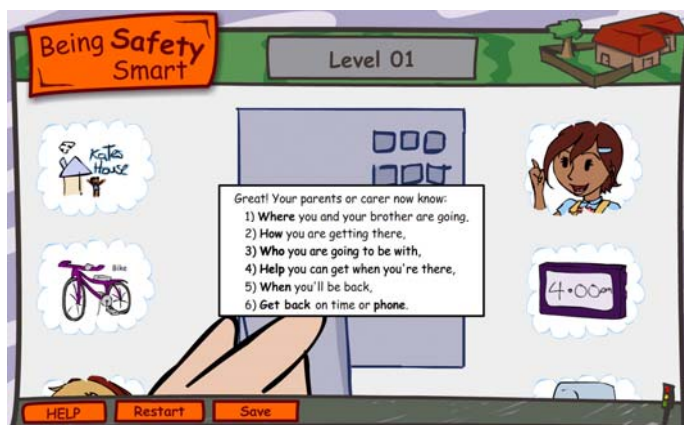 Being Safety
Smart
Level 01
Kates
House
Great! Your parents or carer now know:
1) Where you and your brother are going.
2) How you are getting there,
3) Who you are going to be with,
4) Help you can get when you're there,
5) When you'll be back,
6) Get back on time or phone.
Bike
4.00pm
HELP
Restart
Save